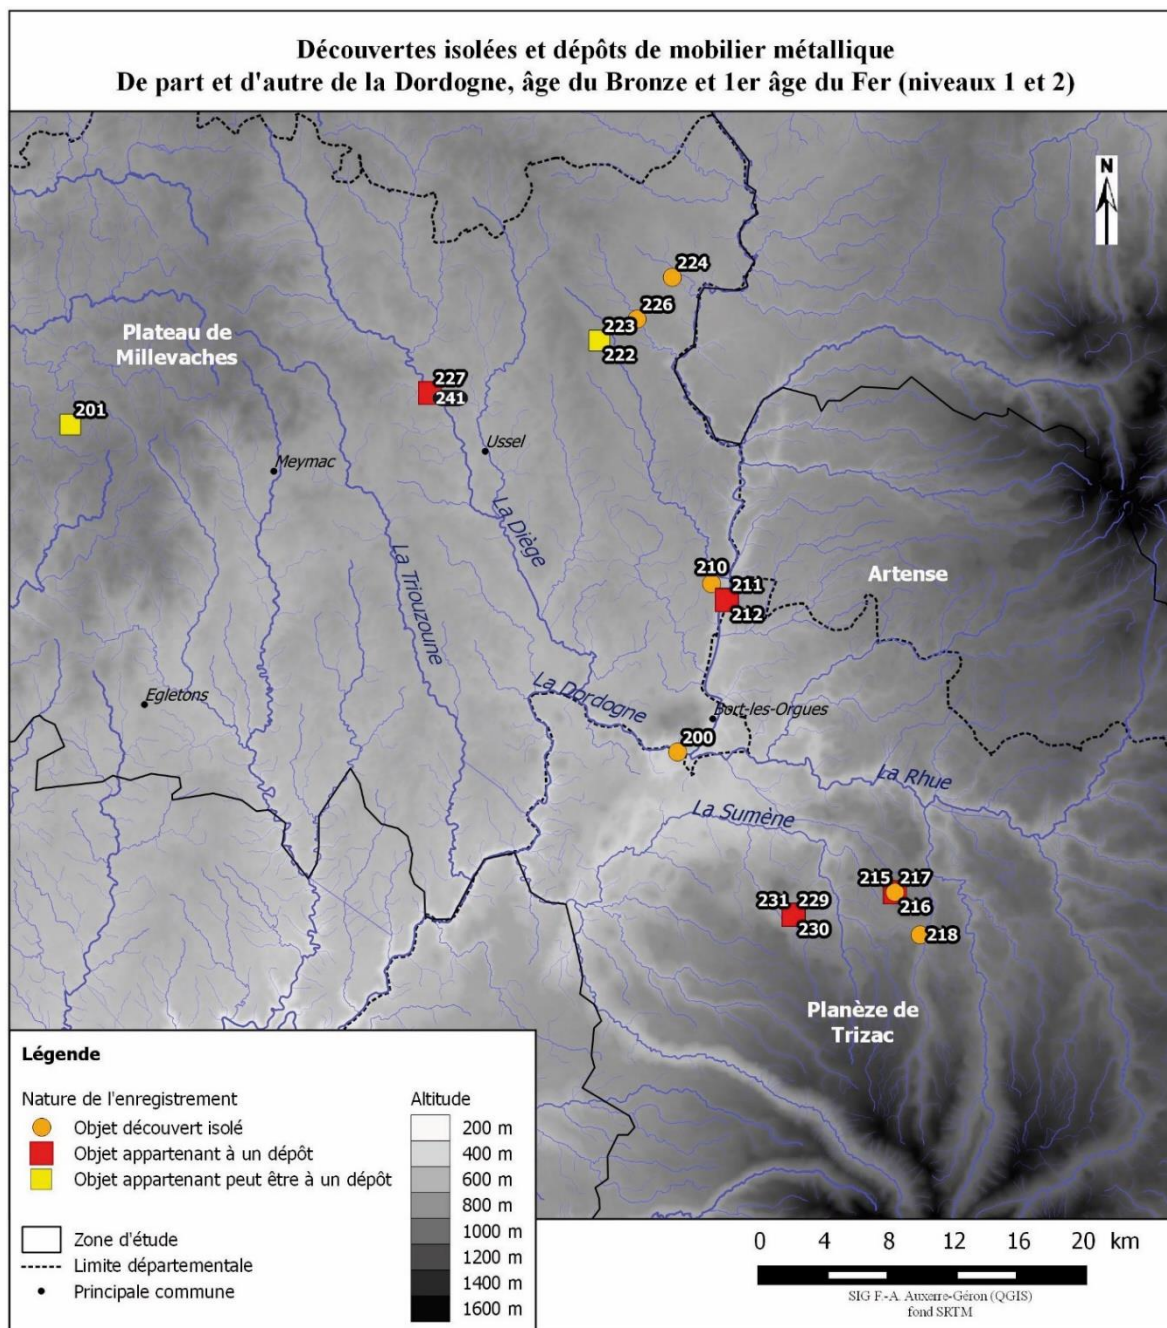 Découvertes isolées et dépôts de mobilier métallique
De part et d'autre de la Dordogne, âge du Bronze et 1er âge du Fer (niveaux 1 et 2)
N
224
226
223
222
Plateau de
Millevaches
227
241
201
Ussel
Meymac
La Diège
La Triouzoune
210
211
212
Artense
Egletons
La Dordogne
Bort-les-Orgues
200
La Rhue
La Sumène
215 217
216
231 229
230
218
Planèze de
Trizac
Légende
Nature de l'enregistrement
Objet découvert isolé
Objet appartenant à un dépôt
Objet appartenant peut être à un dépôt
Zone d'étude
Limite départementale
Principale commune
Altitude
200 m
400 m
600 m
800 m
1000 m
1200 m
1400 m
1600 m
0 4 8 12 16 20 km
SIG F.-A. Auxerre-Géron (QGIS)
fond SRTM